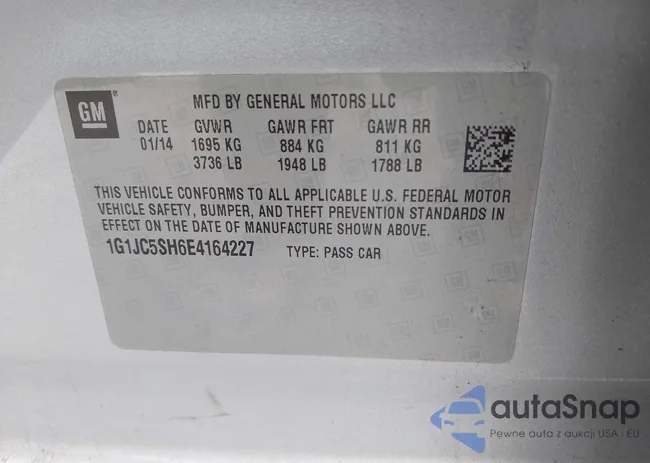 GM
MFD BY GENERAL MOTORS LLC
DATE GVWR GAWR FRT GAWR RR
01/14 1695 KG 884 KG 811 KG
3736 LB 1948 LB 1788 LB
THIS VEHICLE CONFORMS TO ALL APPLICABLE U.S. FEDERAL MOTOR
VEHICLE SAFETY, BUMPER, AND THEFT PREVENTION STANDARDS IN
EFFECT ON THE DATE OF MANUFACTURE SHOWN ABOVE.
1G1JC5SH6E4164227 TYPE: PASS CAR
autaSnap
Pewne auto z aukcji USA · EU